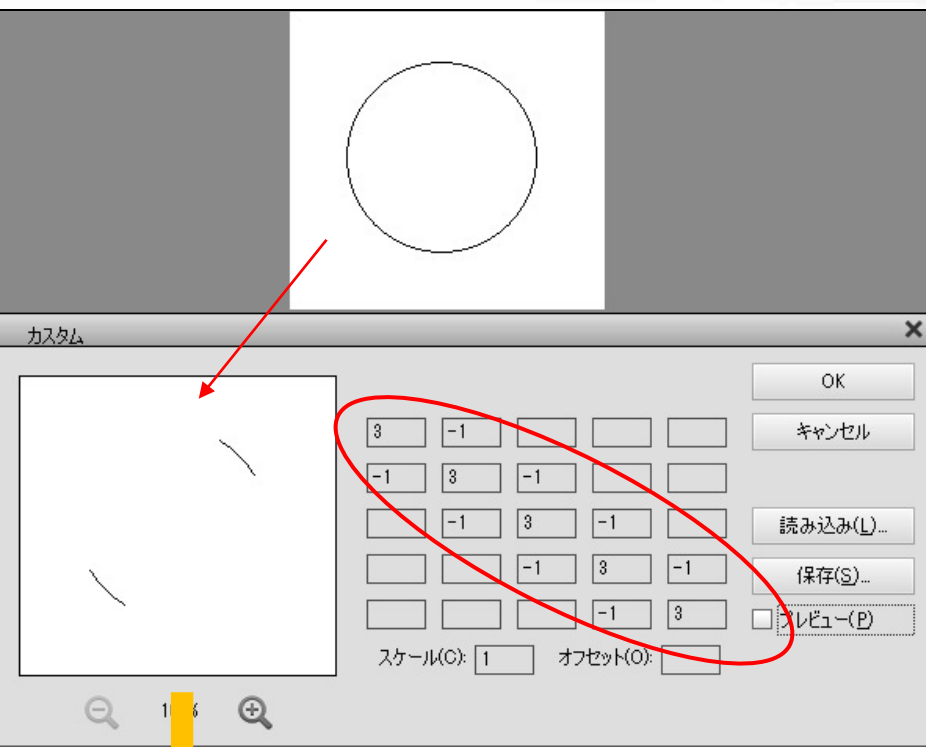 カスタム
OK
3 -1
キャンセル
-1 3 -1
-1 3 -1
読み込み(L)...
-1 3 -1
保存(S)...
-1 3
プレビュー(P)
スケール(C): 1 オフセット(O):